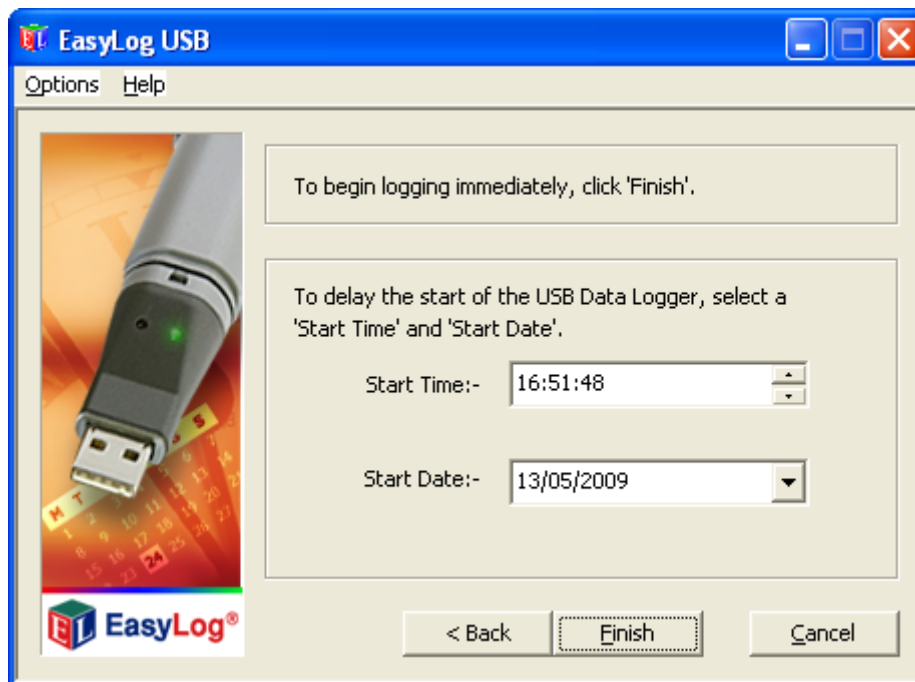 EasyLog USB
Options Help
To begin logging immediately, click 'Finish'.
To delay the start of the USB Data Logger, select a
'Start Time' and 'Start Date'.
Start Time:- 16:51:48
Start Date:- 13/05/2009
EL EasyLog®
< Back Finish Cancel